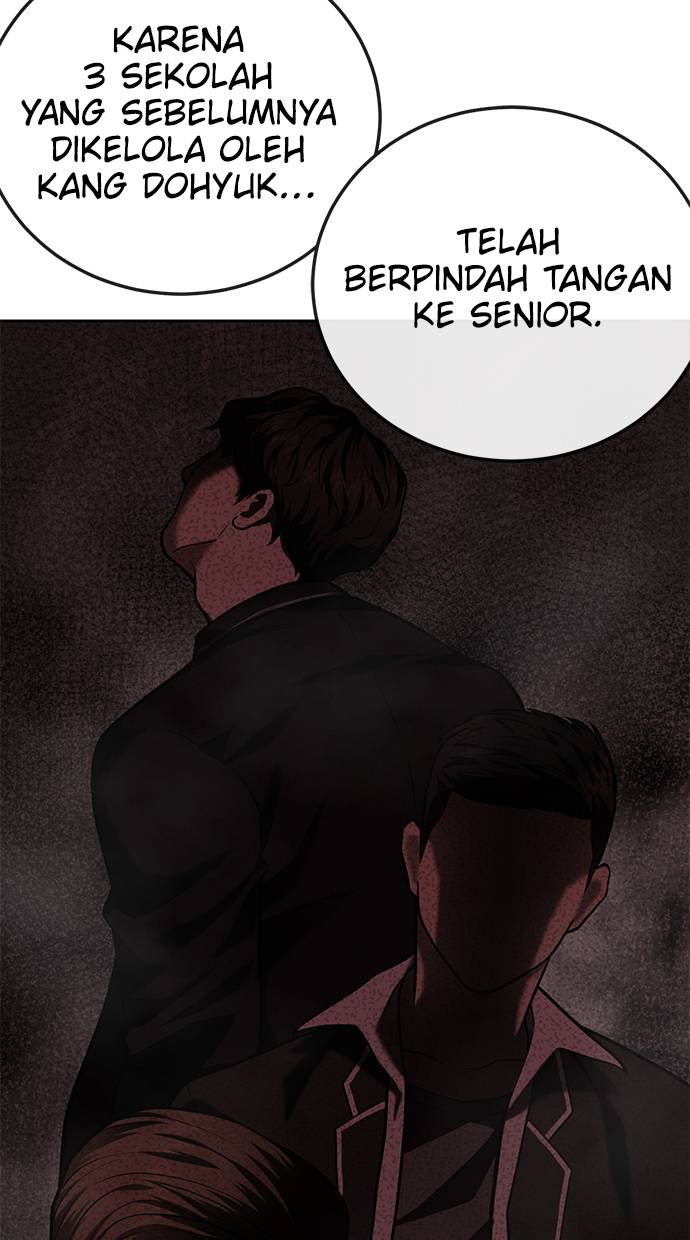 KARENA
3 SEKOLAH
YANG SEBELUMNYA
DIKELOLA OLEH
KANG DOHYUK...
TELAH
BERPINDAH TANGAN
KE SENIOR.